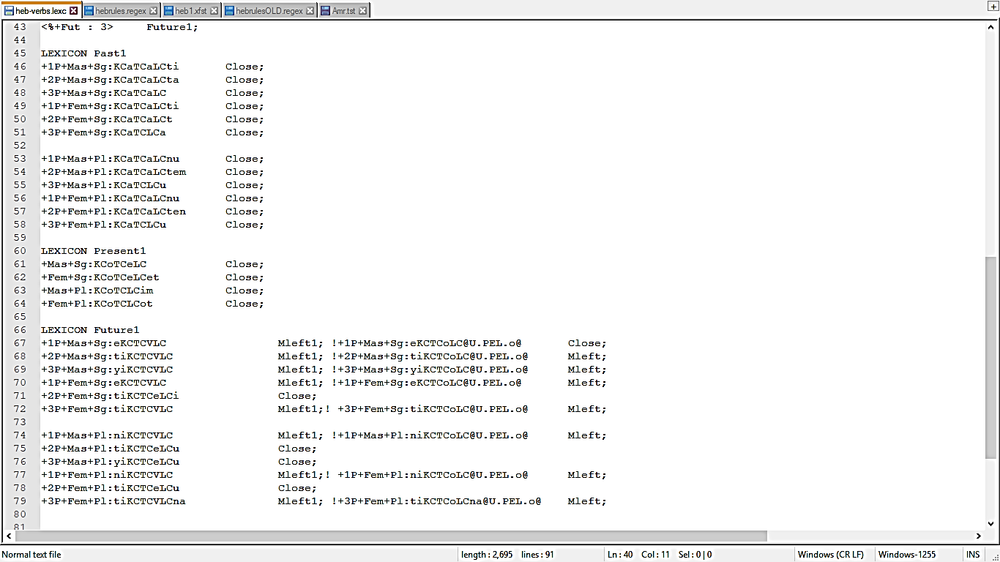 heb-verbs.lexc hebrules.regex heb1.xfst hebrulesOLD.regex Amr.tst
43 <%+Fut : 3> Future1;
44
45 LEXICON Past1
46 +1P+Mas+Sg:KCaTCaLCti Close;
47 +2P+Mas+Sg:KCaTCaLCta Close;
48 +3P+Mas+Sg:KCaTCaLC Close;
49 +1P+Fem+Sg:KCaTCaLCti Close;
50 +2P+Fem+Sg:KCaTCaLCt Close;
51 +3P+Fem+Sg:KCaTCLCa Close;
52
53 +1P+Mas+Pl:KCaTCaLCnu Close;
54 +2P+Mas+Pl:KCaTCaLCtem Close;
55 +3P+Mas+Pl:KCaTCLCu Close;
56 +1P+Fem+Pl:KCaTCaLCnu Close;
57 +2P+Fem+Pl:KCaTCaLCten Close;
58 +3P+Fem+Pl:KCaTCLCu Close;
59
60 LEXICON Present1
61 +Mas+Sg:KCoTCeLC Close;
62 +Fem+Sg:KCoTCeLCet Close;
63 +Mas+Pl:KCoTCLCim Close;
64 +Fem+Pl:KCoTCLCot Close;
65
66 LEXICON Future1
67 +1P+Mas+Sg:eKCTCVLC Mleft1; !+1P+Mas+Sg:eKCTCoLC@U.PEL.o@ Close;
68 +2P+Mas+Sg:tiKCTCVLC Mleft1; !+2P+Mas+Sg:tiKCTCoLC@U.PEL.o@ Mleft;
69 +3P+Mas+Sg:yiKCTCVLC Mleft1; !+3P+Mas+Sg:yiKCTCoLC@U.PEL.o@ Mleft;
70 +1P+Fem+Sg:eKCTCVLC Mleft1; !+1P+Fem+Sg:eKCTCoLC@U.PEL.o@ Mleft;
71 +2P+Fem+Sg:tiKCTCeLCi Close;
72 +3P+Fem+Sg:tiKCTCVLC Mleft1;! +3P+Fem+Sg:tiKCTCoLC@U.PEL.o@ Mleft;
73
74 +1P+Mas+Pl:niKCTCVLC Mleft1; !+1P+Mas+Pl:niKCTCoLC@U.PEL.o@ Mleft;
75 +2P+Mas+Pl:tiKCTCeLCu Close;
76 +3P+Mas+Pl:yiKCTCeLCu Close;
77 +1P+Fem+Pl:niKCTCVLC Mleft1;! +1P+Fem+Pl:niKCTCoLC@U.PEL.o@ Mleft;
78 +2P+Fem+Pl:tiKCTCeLCu Close;
79 +3P+Fem+Pl:tiKCTCVLCna Mleft1; !+3P+Fem+Pl:tiKCTCoLCna@U.PEL.o@ Mleft;
80
81
Normal text file length : 2,695 lines : 91 Ln : 40 Col : 11 Sel : 0 | 0 Windows (CR LF) Windows-1255 INS